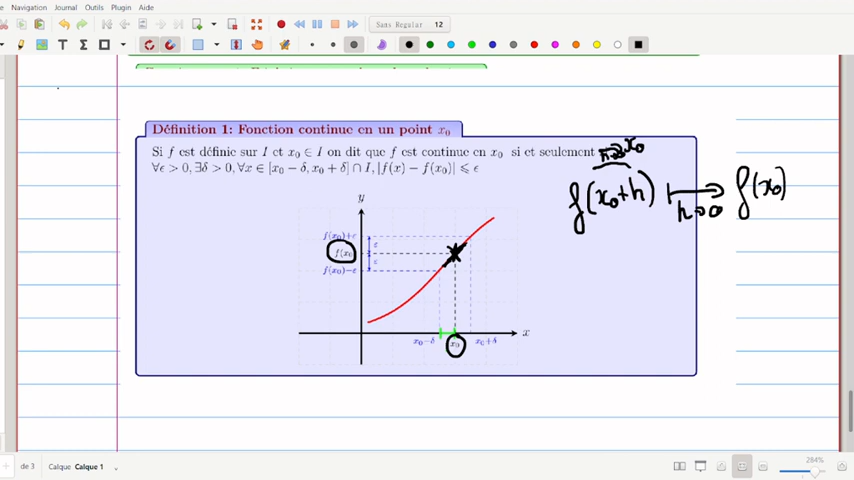 Navigation Journal Outils Plugin Aide
Sans Regular 12
Définition 1: Fonction continue en un point x₀
Si f est définie sur I et x₀ ∈ I on dit que f est continue en x₀ si et seulement
∀ϵ > 0, ∃δ > 0, ∀x ∈ [x₀ − δ, x₀ + δ] ∩ I, |f(x) − f(x₀)| ⩽ ϵ
f(x₀+h) ⟼ f(x₀)
h→0
y
f(x₀)+ε
ε
f(x₀
ε
f(x₀)−ε
x
x₀−δ x₀ x₀+δ
de 3 Calque Calque 1 284%